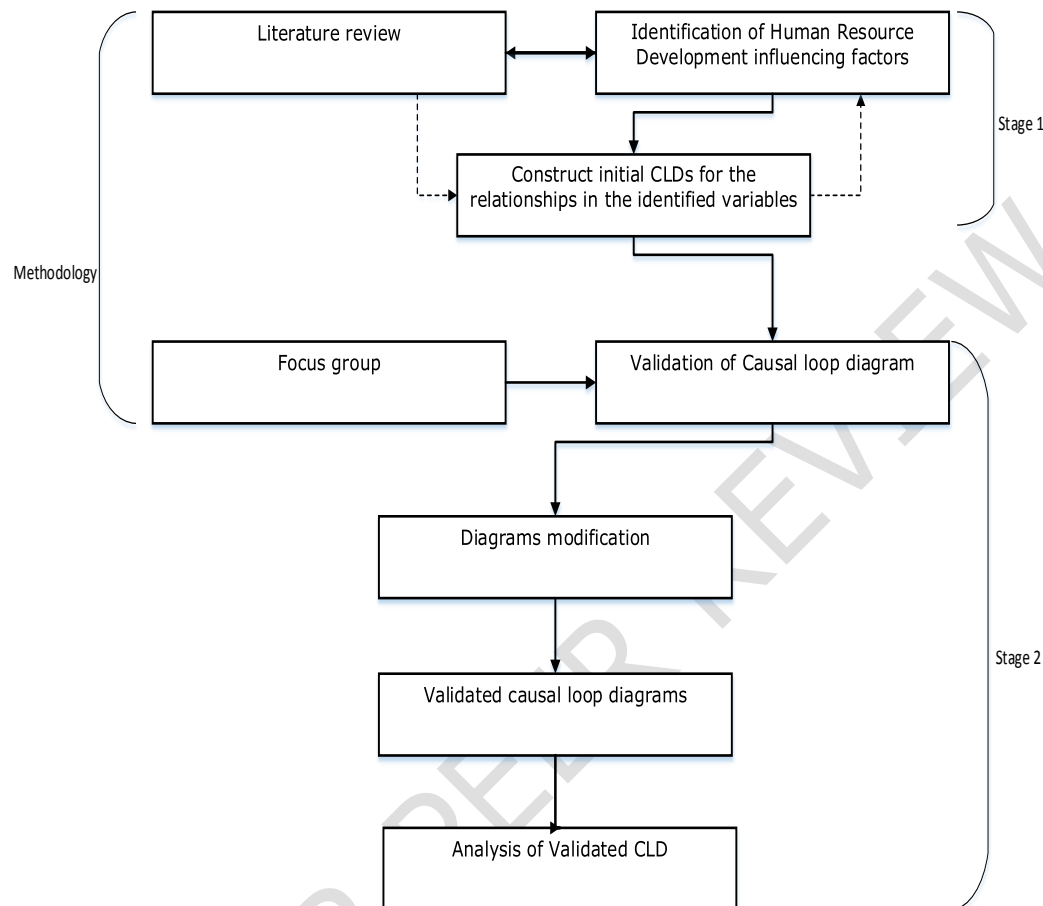 Literature review
Identification of Human Resource
Development influencing factors
Stage 1
Construct initial CLDs for the
relationships in the identified variables
Methodology
Focus group
Validation of Causal loop diagram
Diagrams modification
Stage 2
Validated causal loop diagrams
Analysis of Validated CLD
PEER REVIEW